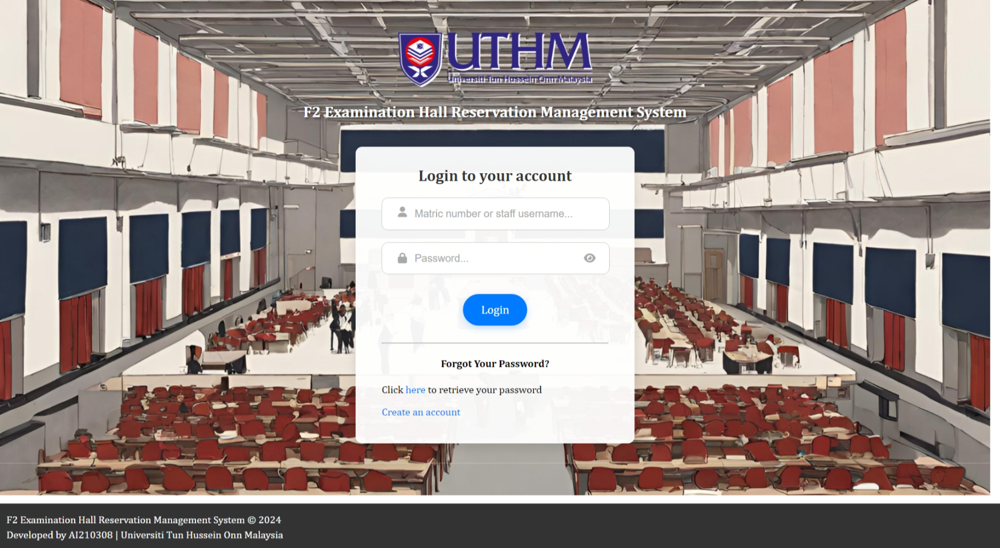 UTHM
Universiti Tun Hussein Onn Malaysia
F2 Examination Hall Reservation Management System
Login to your account
Matric number or staff username...
Password...
Login
Forgot Your Password?
Click here to retrieve your password
Create an account
F2 Examination Hall Reservation Management System © 2024
Developed by AI210308 | Universiti Tun Hussein Onn Malaysia